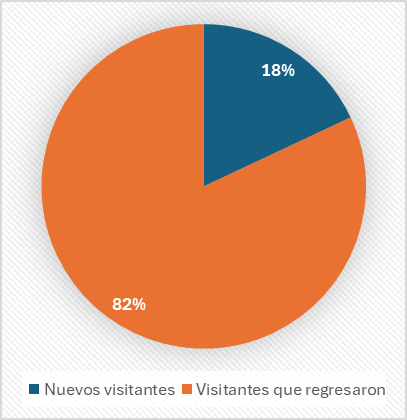 18%
82%
Nuevos visitantes
Visitantes que regresaron